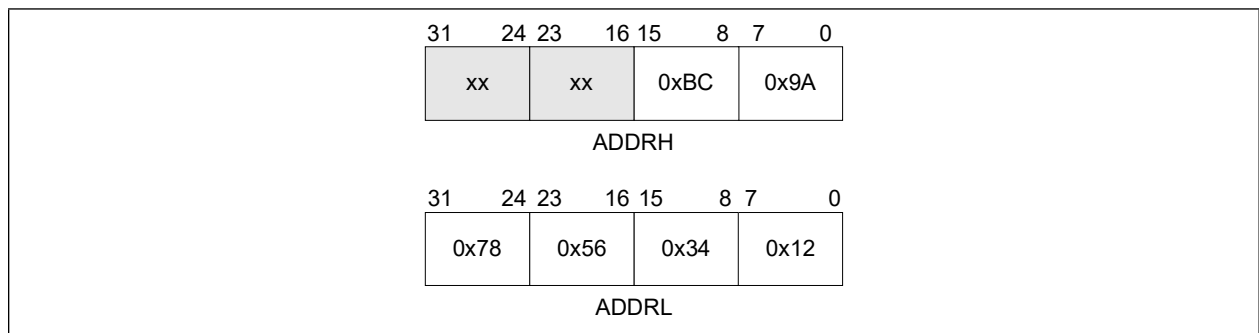 31 24 23 16 15 8 7 0
xx xx 0xBC 0x9A
ADDRH
31 24 23 16 15 8 7 0
0x78 0x56 0x34 0x12
ADDRL